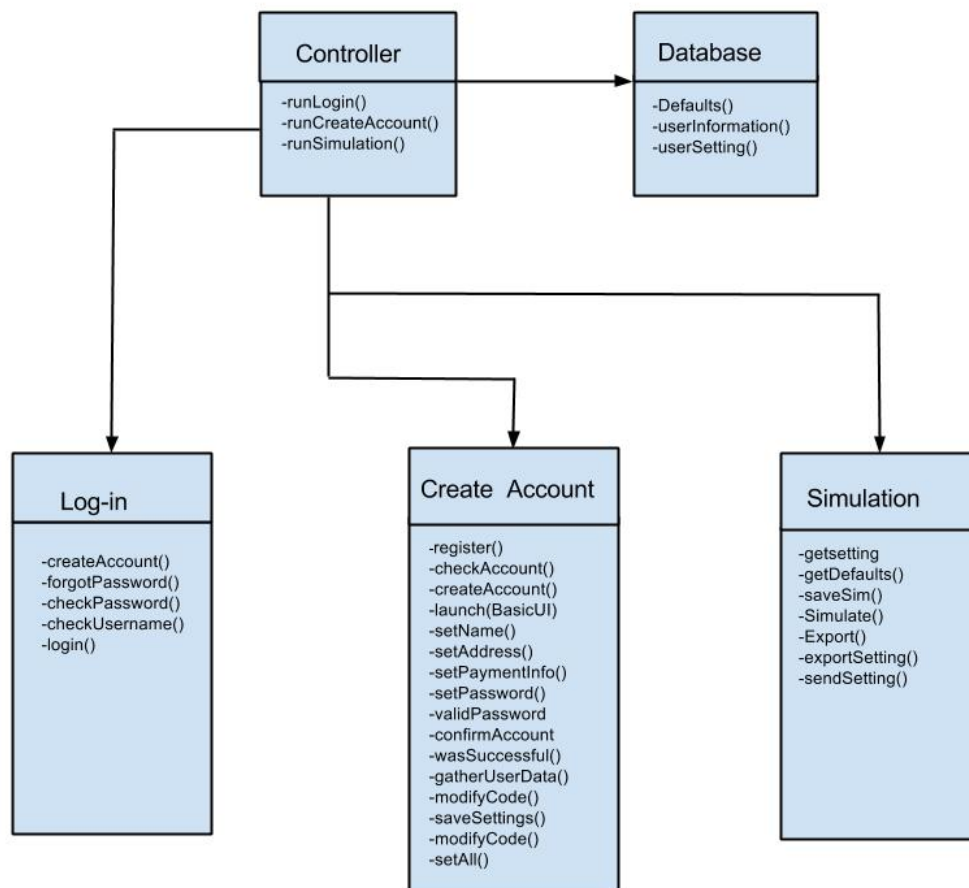 Controller
-runLogin()
-runCreateAccount()
-runSimulation()
Database
-Defaults()
-userInformation()
-userSetting()
Log-in
-createAccount()
-forgotPassword()
-checkPassword()
-checkUsername()
-login()
Create Account
-register()
-checkAccount()
-createAccount()
-launch(BasicUI)
-setName()
-setAddress()
-setPaymentInfo()
-setPassword()
-validPassword
-confirmAccount
-wasSuccessful()
-gatherUserData()
-modifyCode()
-saveSettings()
-modifyCode()
-setAll()
Simulation
-getsetting
-getDefaults()
-saveSim()
-Simulate()
-Export()
-exportSetting()
-sendSetting()